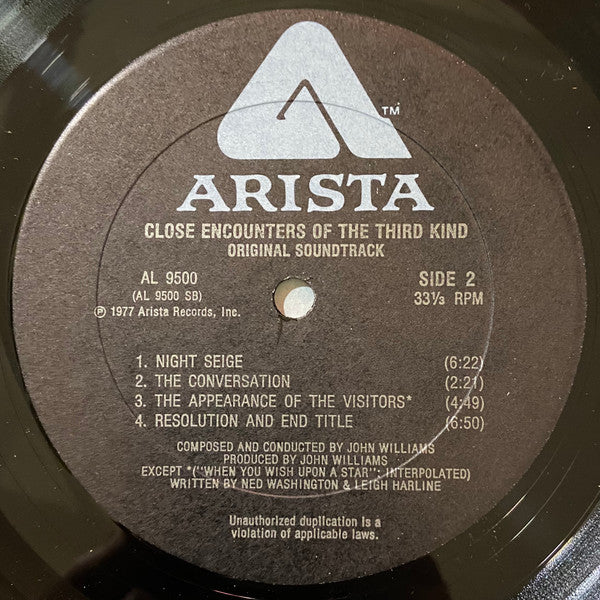 TM
ARISTA
CLOSE ENCOUNTERS OF THE THIRD KIND
ORIGINAL SOUNDTRACK
AL 9500 SIDE 2
(AL 9500 SB) 33⅓ RPM
℗ 1977 Arista Records, Inc.
1. NIGHT SEIGE (6:22)
2. THE CONVERSATION (2:21)
3. THE APPEARANCE OF THE VISITORS* (4:49)
4. RESOLUTION AND END TITLE (6:50)
COMPOSED AND CONDUCTED BY JOHN WILLIAMS
PRODUCED BY JOHN WILLIAMS
EXCEPT *("WHEN YOU WISH UPON A STAR": INTERPOLATED)
WRITTEN BY NED WASHINGTON & LEIGH HARLINE
Unauthorized duplication is a
violation of applicable laws.